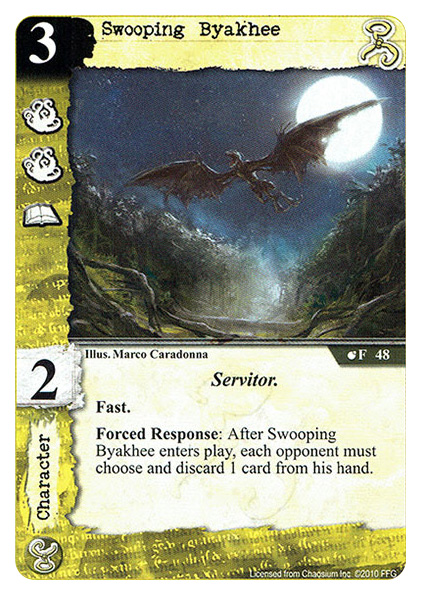 3
Swooping Byakhee
Illus. Marco Caradonna
F 48
2
Servitor.
Fast.
Forced Response: After Swooping
Byakhee enters play, each opponent must
choose and discard 1 card from his hand.
Character
Licensed from Chaosium Inc. ©2010 FFG